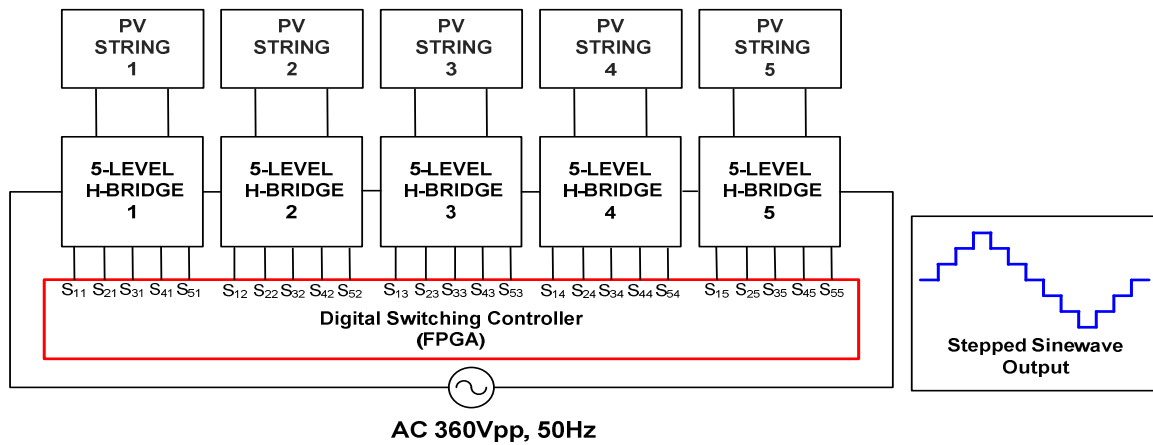 PV STRING 1
PV STRING 2
PV STRING 3
PV STRING 4
PV STRING 5
5-LEVEL H-BRIDGE 1
5-LEVEL H-BRIDGE 2
5-LEVEL H-BRIDGE 3
5-LEVEL H-BRIDGE 4
5-LEVEL H-BRIDGE 5
S11 S21 S31 S41 S51 S12 S22 S32 S42 S52 S13 S23 S33 S43 S53 S14 S24 S34 S44 S54 S15 S25 S35 S45 S55
Digital Switching Controller
(FPGA)
AC 360Vpp, 50Hz
Stepped Sinewave
Output